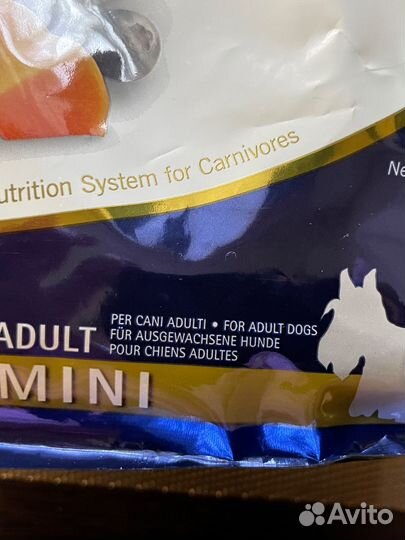 utrition System for Carnivores
Ne
ADULT
PER CANI ADULTI • FOR ADULT DOGS
FÜR AUSGEWACHSENE HUNDE
POUR CHIENS ADULTES
MINI
Avito